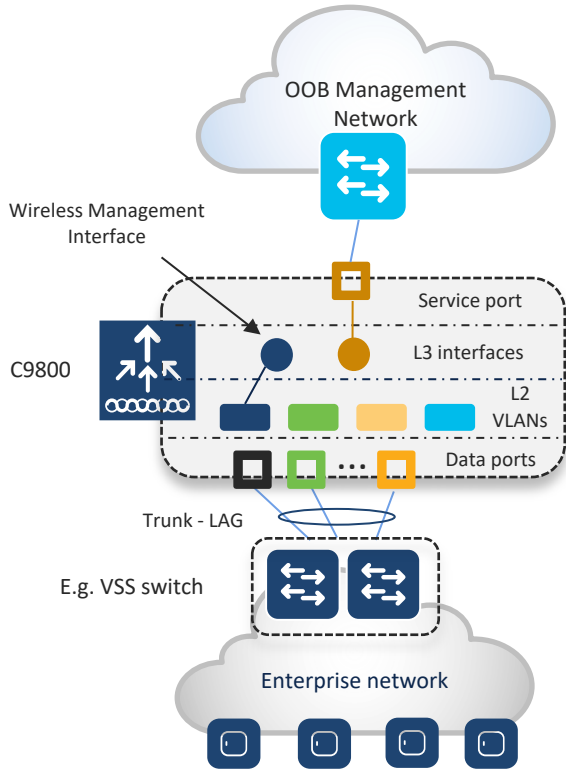 OOB Management
Network
Wireless Management
Interface
Service port
C9800
L3 interfaces
L2
VLANs
Data ports
Trunk - LAG
E.g. VSS switch
Enterprise network